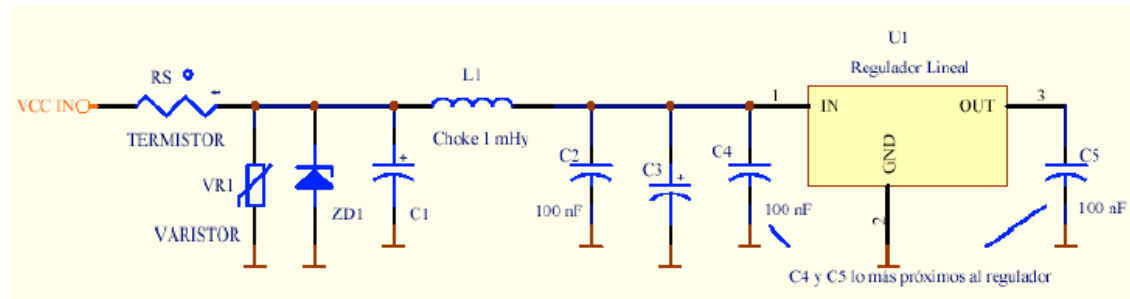 U1
Regulador Lineal
VCC IN
RS
TERMISTOR
L1
Choke 1 mHy
1
IN
OUT
3
GND
2
VR1
VARISTOR
ZD1
+
C1
C2
100 nF
C3
+
C4
100 nF
C5
100 nF
C4 y C5 lo más próximos al regulador